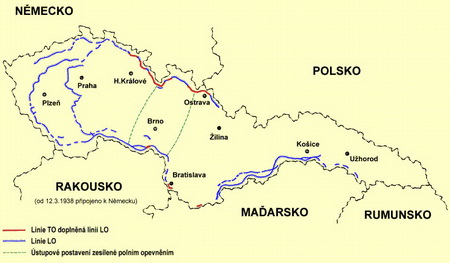 NĚMECKO
POLSKO
Praha
H.Králové
Plzeň
Ostrava
Brno
Žilina
Košice
Užhorod
Bratislava
RAKOUSKO
(od 12.3.1938 připojeno k Německu)
MAĎARSKO
RUMUNSKO
Linie TO doplněná linií LO
Linie LO
Ústupové postavení zesílené polním opevněním